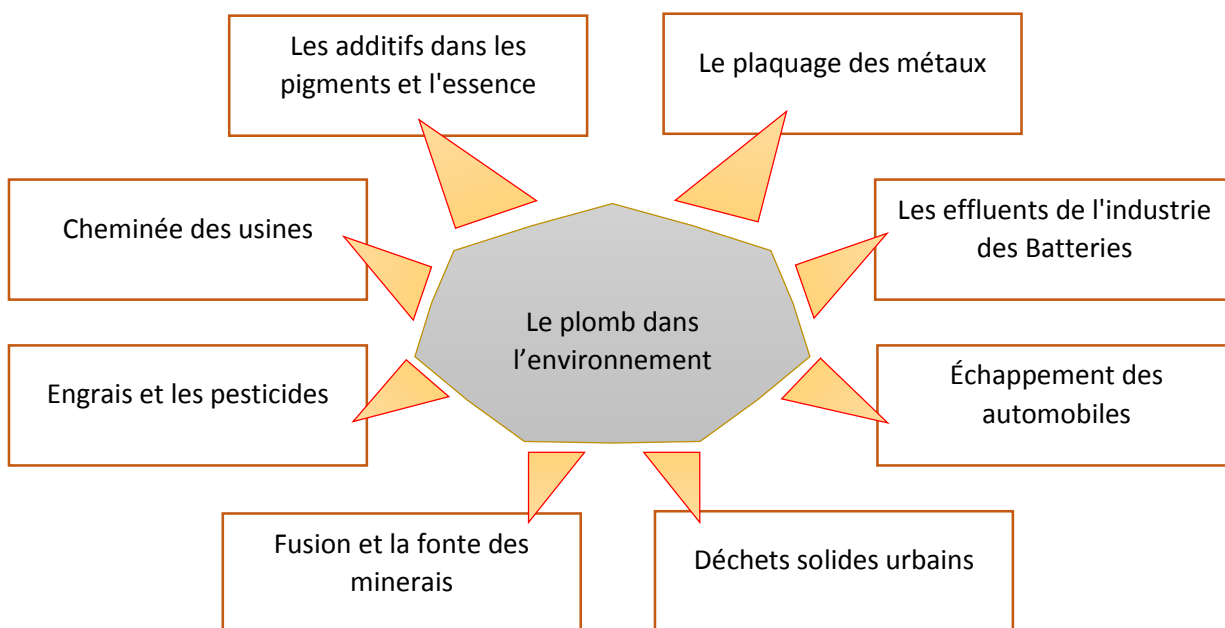 Les additifs dans les
pigments et l'essence
Le plaquage des métaux
Cheminée des usines
Les effluents de l'industrie
des Batteries
Le plomb dans
l’environnement
Engrais et les pesticides
Échappement des
automobiles
Fusion et la fonte des
minerais
Déchets solides urbains